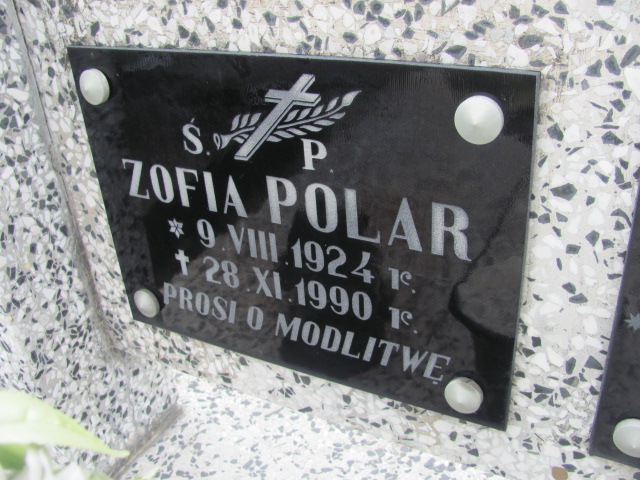 Ś. P.
ZOFIA POLAR
* 9.VIII.1924 r.
† 28.XI.1990 r.
PROSI O MODLITWĘ